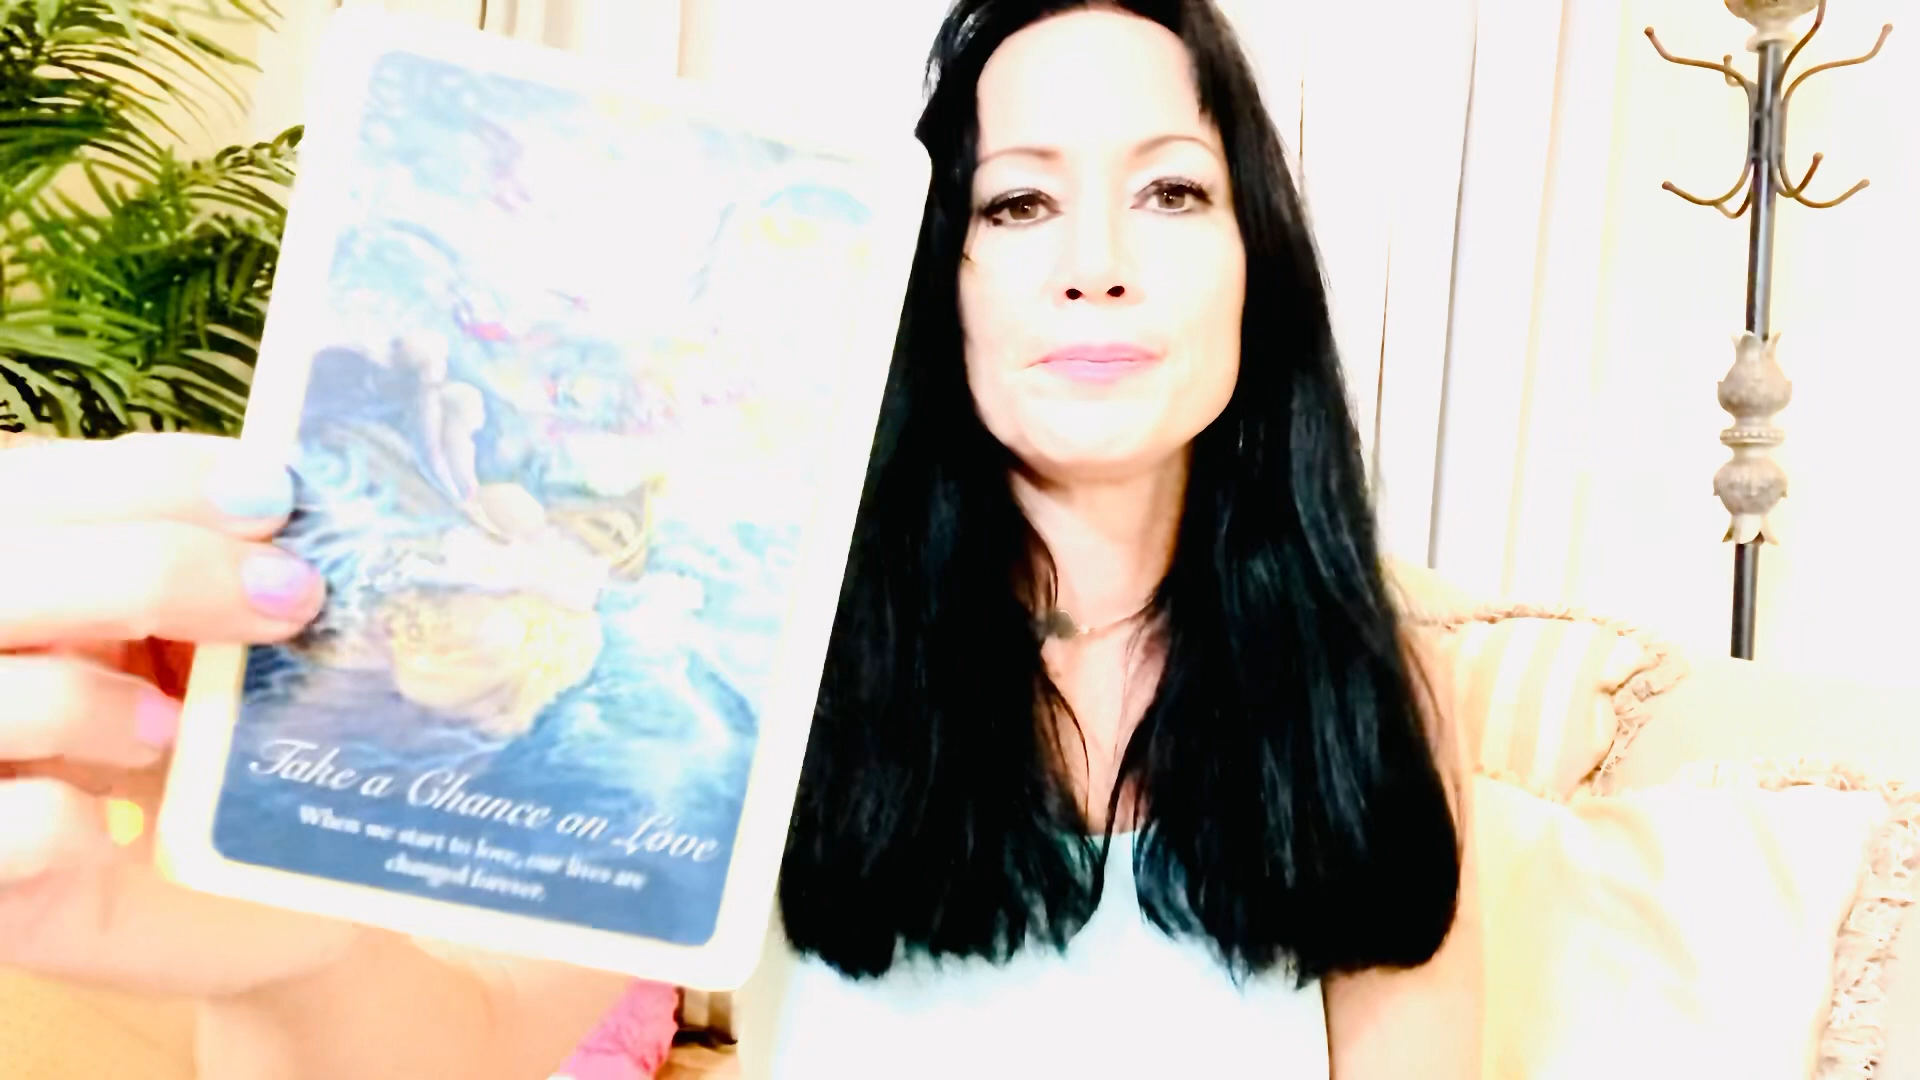 Take a Chance on Love
When we start to love, our lives are
changed forever.